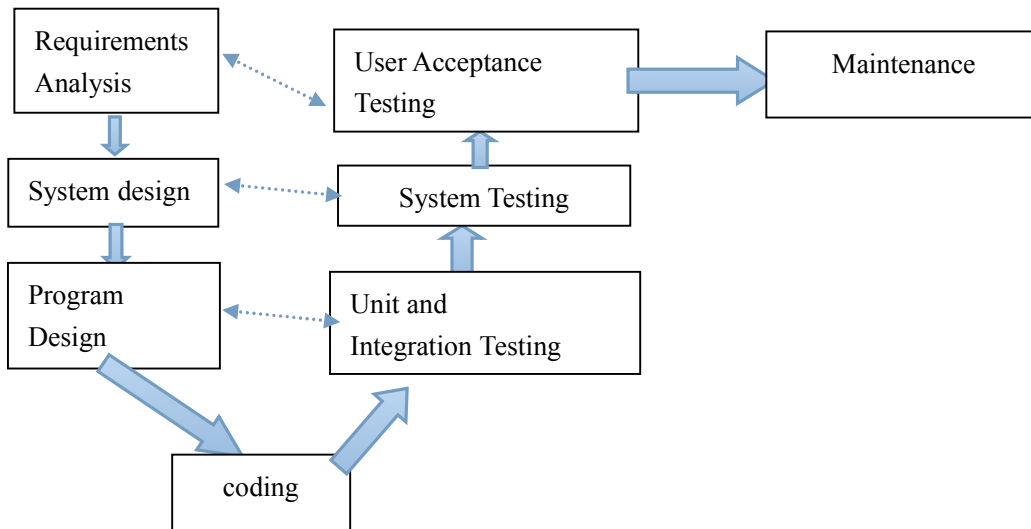 Requirements
Analysis
User Acceptance
Testing
Maintenance
System design
System Testing
Program
Design
Unit and
Integration Testing
coding